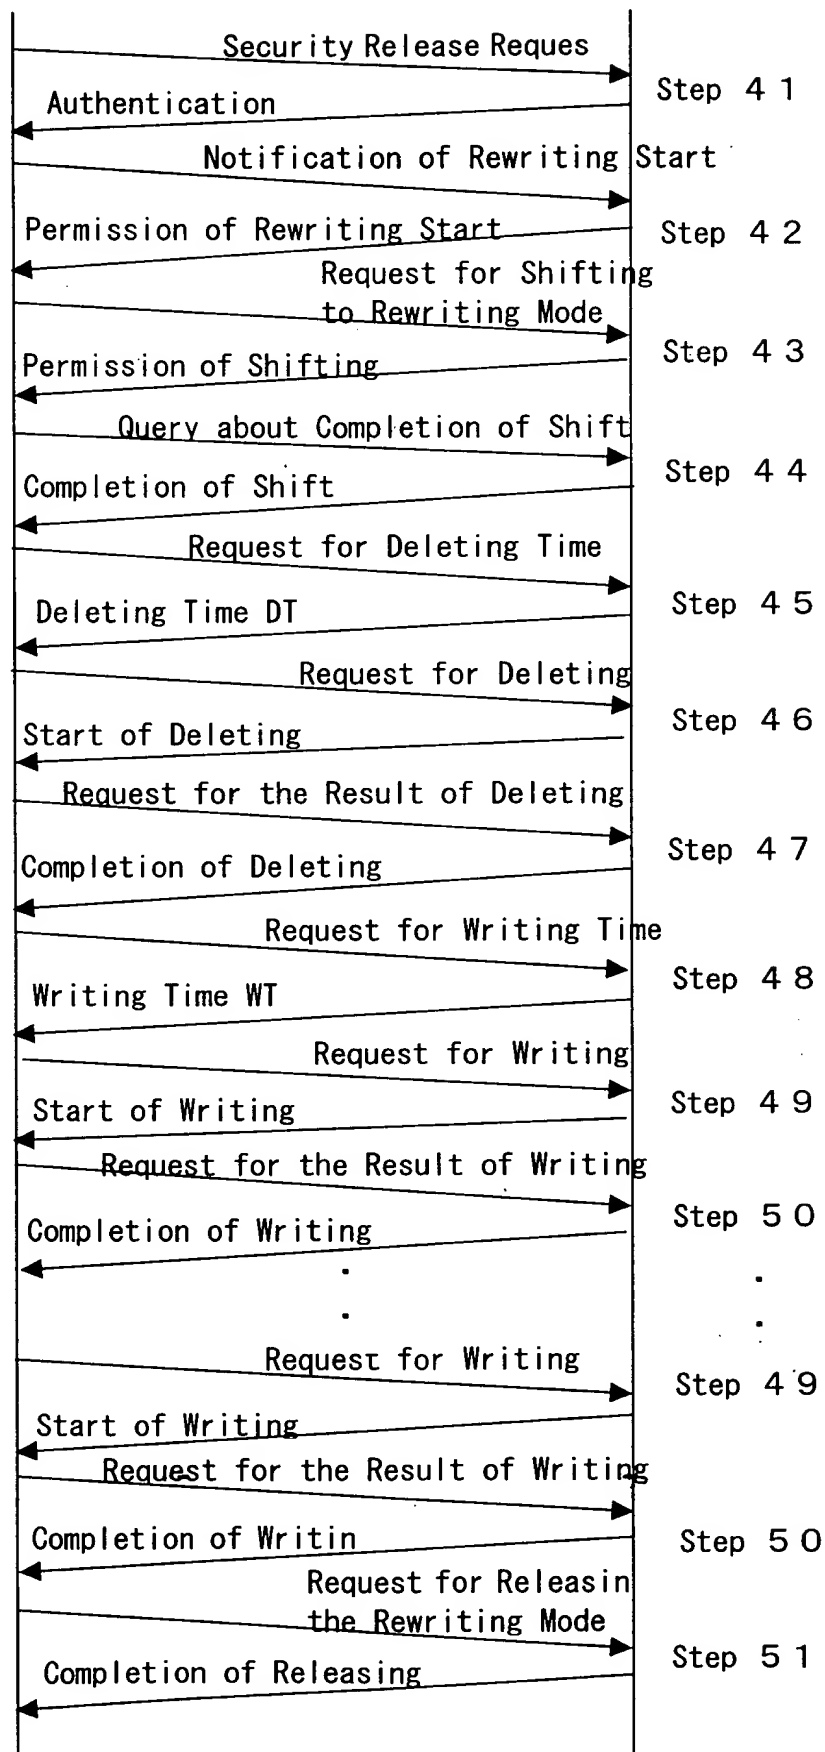 Security Release Reques
Step 41
Authentication
Notification of Rewriting Start
Permission of Rewriting Start
Step 42
Request for Shifting
to Rewriting Mode
Step 43
Permission of Shifting
Query about Completion of Shift
Step 44
Completion of Shift
Request for Deleting Time
Step 45
Deleting Time DT
Request for Deleting
Step 46
Start of Deleting
Request for the Result of Deleting
Step 47
Completion of Deleting
Request for Writing Time
Step 48
Writing Time WT
Request for Writing
Step 49
Start of Writing
Request for the Result of Writing
Step 50
Completion of Writing
Request for Writing
Step 49
Start of Writing
Request for the Result of Writing
Completion of Writin
Step 50
Request for Releasin
the Rewriting Mode
Step 51
Completion of Releasing